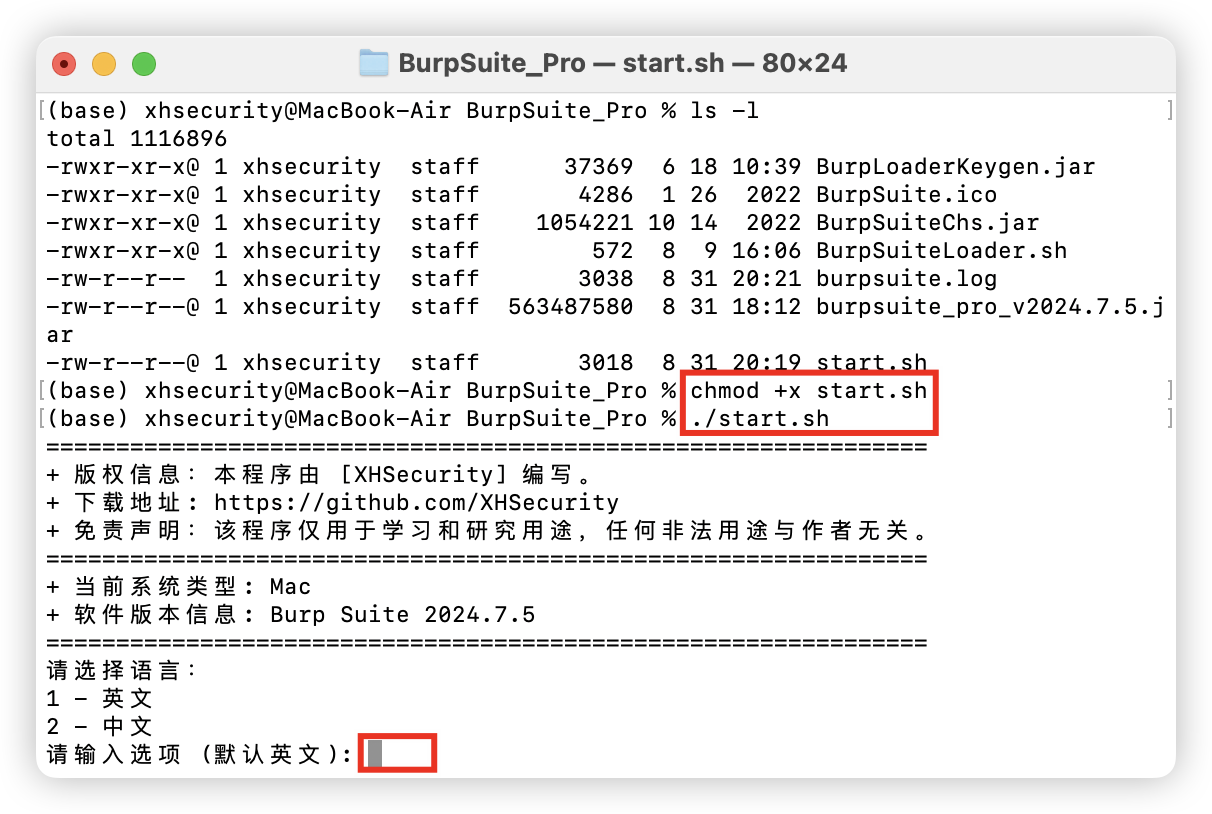 BurpSuite_Pro — start.sh — 80×24
[(base) xhsecurity@MacBook-Air BurpSuite_Pro % ls -l ]
total 1116896
-rwxr-xr-x@ 1 xhsecurity  staff      37369  6 18 10:39 BurpLoaderKeygen.jar
-rwxr-xr-x@ 1 xhsecurity  staff       4286  1 26  2022 BurpSuite.ico
-rwxr-xr-x@ 1 xhsecurity  staff    1054221 10 14  2022 BurpSuiteChs.jar
-rwxr-xr-x@ 1 xhsecurity  staff        572  8  9 16:06 BurpSuiteLoader.sh
-rw-r--r--  1 xhsecurity  staff       3038  8 31 20:21 burpsuite.log
-rw-r--r--@ 1 xhsecurity  staff  563487580  8 31 18:12 burpsuite_pro_v2024.7.5.j
ar
-rw-r--r--@ 1 xhsecurity  staff       3018  8 31 20:19 start.sh
[(base) xhsecurity@MacBook-Air BurpSuite_Pro % chmod +x start.sh ]
[(base) xhsecurity@MacBook-Air BurpSuite_Pro % ./start.sh ]
===============================================================
+ 版权信息: 本程序由 [XHSecurity] 编写。
+ 下载地址: https://github.com/XHSecurity
+ 免责声明: 该程序仅用于学习和研究用途, 任何非法用途与作者无关。
===============================================================
+ 当前系统类型: Mac
+ 软件版本信息: Burp Suite 2024.7.5
===============================================================
请选择语言:
1 - 英文
2 - 中文
请输入选项 (默认英文):